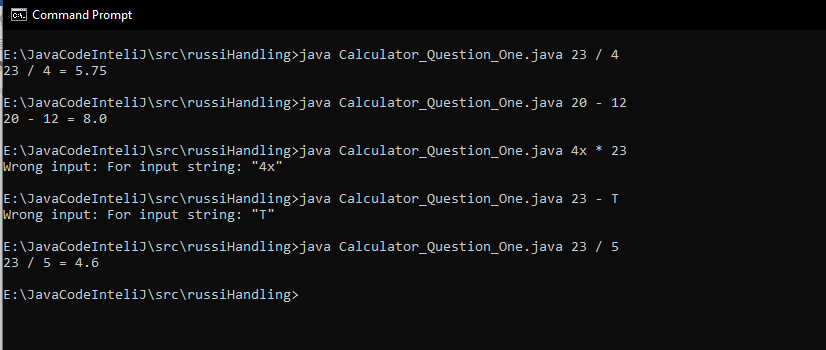 Command Prompt
E:\JavaCodeInteliJ\src\russiHandling>java Calculator_Question_One.java 23 / 4
23 / 4 = 5.75
E:\JavaCodeInteliJ\src\russiHandling>java Calculator_Question_One.java 20 - 12
20 - 12 = 8.0
E:\JavaCodeInteliJ\src\russiHandling>java Calculator_Question_One.java 4x * 23
Wrong input: For input string: "4x"
E:\JavaCodeInteliJ\src\russiHandling>java Calculator_Question_One.java 23 - T
Wrong input: For input string: "T"
E:\JavaCodeInteliJ\src\russiHandling>java Calculator_Question_One.java 23 / 5
23 / 5 = 4.6
E:\JavaCodeInteliJ\src\russiHandling>